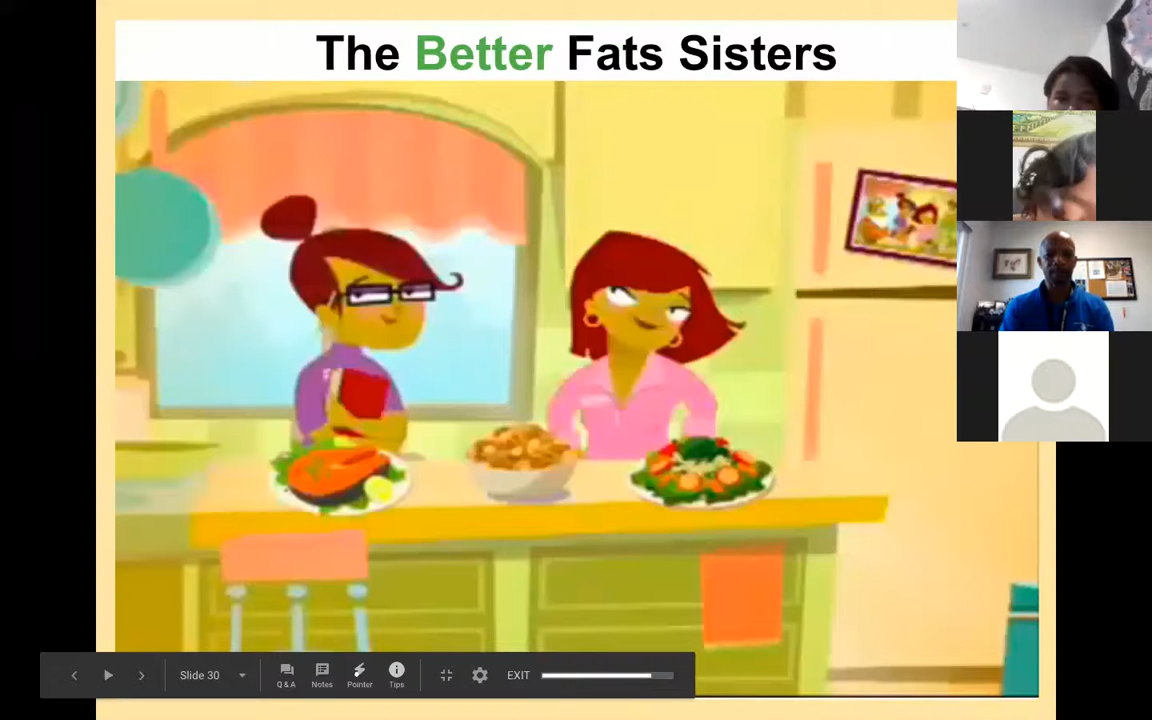 The Better Fats Sisters
Slide 30
Q & A
Notes
Pointer
Tips
EXIT